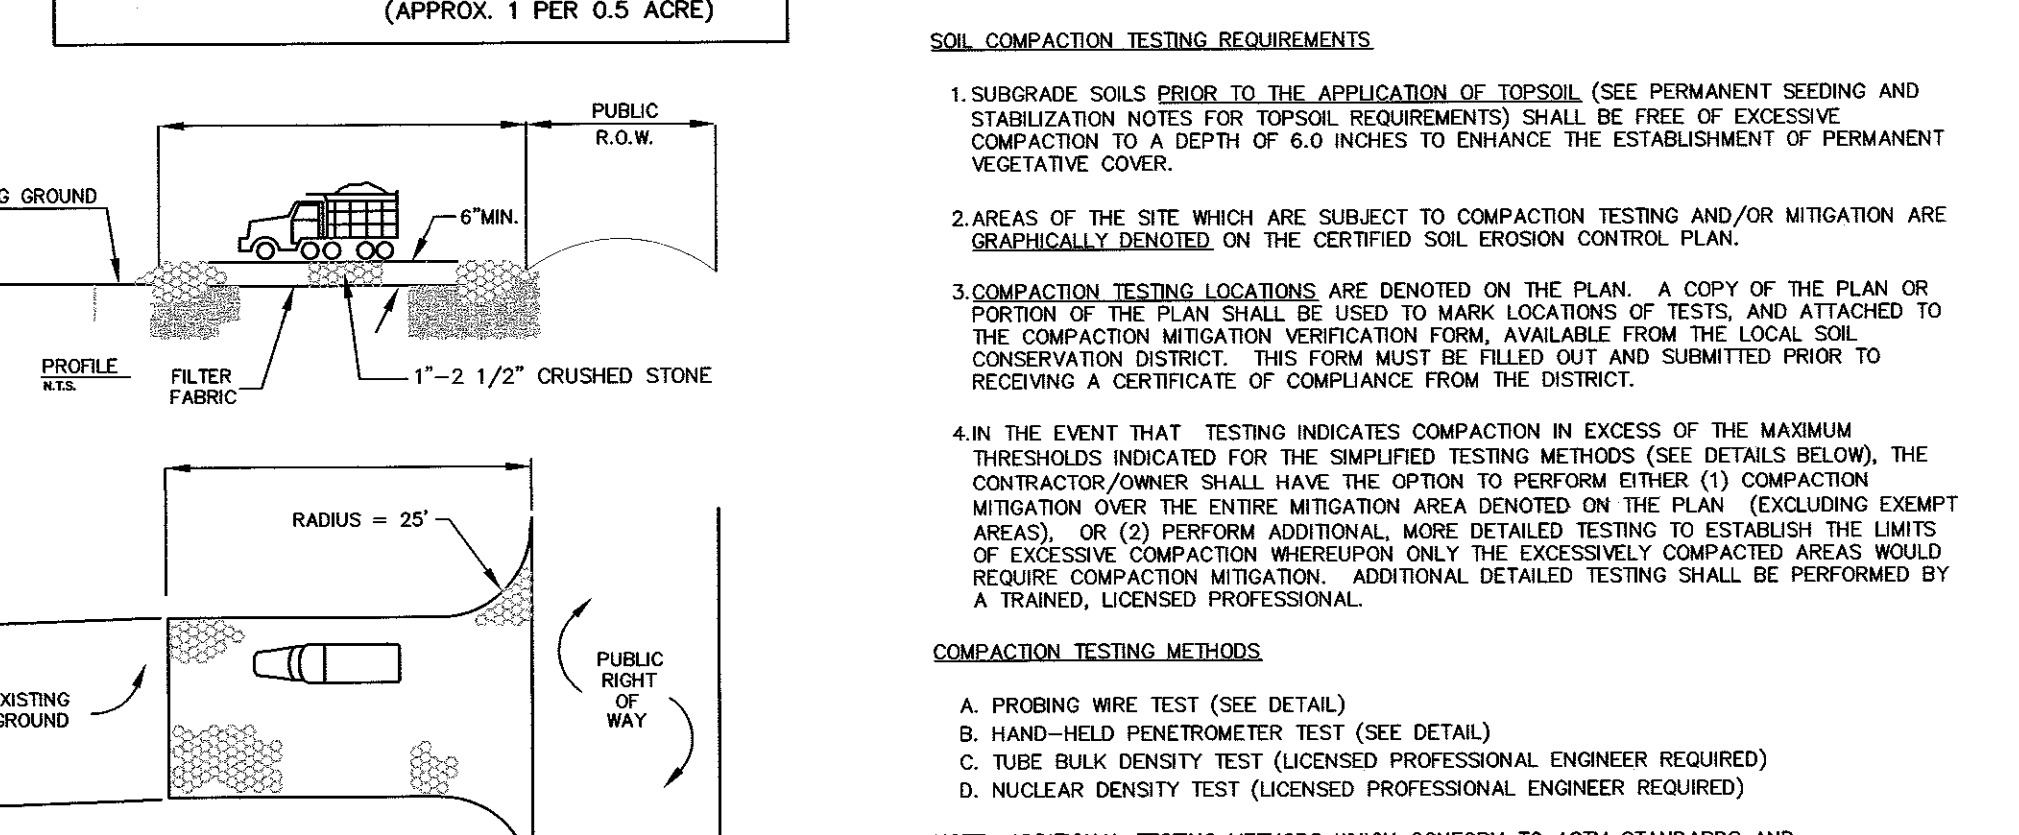 (APPROX. 1 PER 0.5 ACRE)
PUBLIC
R.O.W.
G GROUND
6"MIN.
PROFILE
N.T.S.
FILTER
FABRIC
1"-2 1/2" CRUSHED STONE
RADIUS = 25'
PUBLIC
RIGHT
OF
WAY
XISTING
GROUND
SOIL COMPACTION TESTING REQUIREMENTS
1. SUBGRADE SOILS PRIOR TO THE APPLICATION OF TOPSOIL (SEE PERMANENT SEEDING AND
STABILIZATION NOTES FOR TOPSOIL REQUIREMENTS) SHALL BE FREE OF EXCESSIVE
COMPACTION TO A DEPTH OF 6.0 INCHES TO ENHANCE THE ESTABLISHMENT OF PERMANENT
VEGETATIVE COVER.
2. AREAS OF THE SITE WHICH ARE SUBJECT TO COMPACTION TESTING AND/OR MITIGATION ARE
GRAPHICALLY DENOTED ON THE CERTIFIED SOIL EROSION CONTROL PLAN.
3. COMPACTION TESTING LOCATIONS ARE DENOTED ON THE PLAN. A COPY OF THE PLAN OR
PORTION OF THE PLAN SHALL BE USED TO MARK LOCATIONS OF TESTS, AND ATTACHED TO
THE COMPACTION MITIGATION VERIFICATION FORM, AVAILABLE FROM THE LOCAL SOIL
CONSERVATION DISTRICT. THIS FORM MUST BE FILLED OUT AND SUBMITTED PRIOR TO
RECEIVING A CERTIFICATE OF COMPLIANCE FROM THE DISTRICT.
4. IN THE EVENT THAT TESTING INDICATES COMPACTION IN EXCESS OF THE MAXIMUM
THRESHOLDS INDICATED FOR THE SIMPLIFIED TESTING METHODS (SEE DETAILS BELOW), THE
CONTRACTOR/OWNER SHALL HAVE THE OPTION TO PERFORM EITHER (1) COMPACTION
MITIGATION OVER THE ENTIRE MITIGATION AREA DENOTED ON THE PLAN (EXCLUDING EXEMPT
AREAS), OR (2) PERFORM ADDITIONAL, MORE DETAILED TESTING TO ESTABLISH THE LIMITS
OF EXCESSIVE COMPACTION WHEREUPON ONLY THE EXCESSIVELY COMPACTED AREAS WOULD
REQUIRE COMPACTION MITIGATION. ADDITIONAL DETAILED TESTING SHALL BE PERFORMED BY
A TRAINED, LICENSED PROFESSIONAL.
COMPACTION TESTING METHODS
A. PROBING WIRE TEST (SEE DETAIL)
B. HAND-HELD PENETROMETER TEST (SEE DETAIL)
C. TUBE BULK DENSITY TEST (LICENSED PROFESSIONAL ENGINEER REQUIRED)
D. NUCLEAR DENSITY TEST (LICENSED PROFESSIONAL ENGINEER REQUIRED)